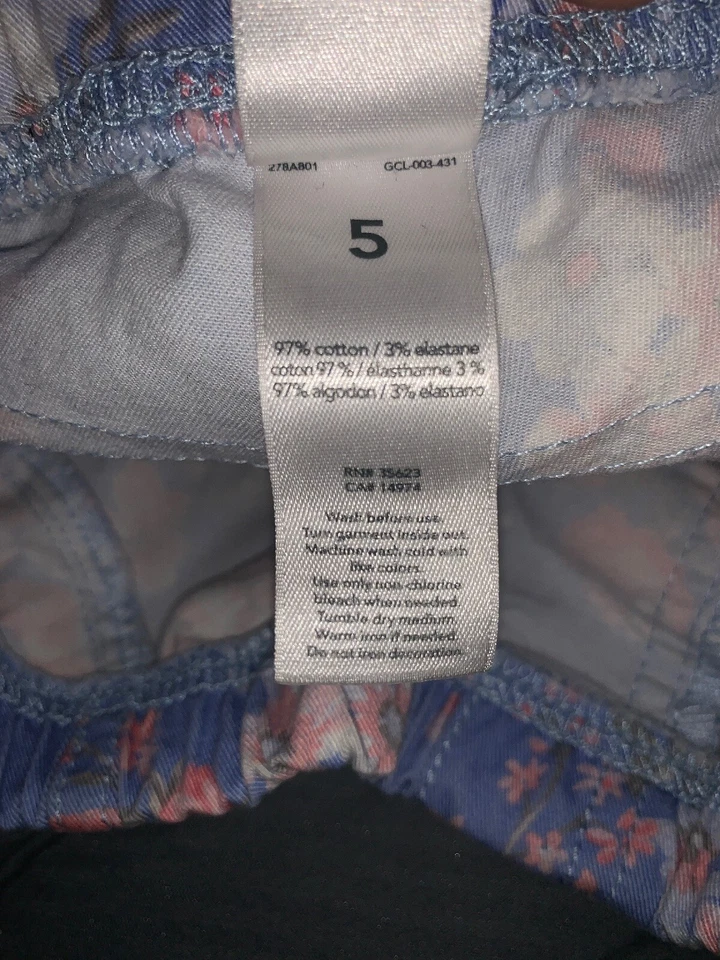 278A801 GCL-003-431
5
97% cotton / 3% elastane
coton 97 % / élasthanne 3 %
97% algodon / 3% elastano
RN# 35623
CA# 14974
Wash before use.
Turn garment inside out.
Machine wash cold with
like colors.
Use only non-chlorine
bleach when needed.
Tumble dry medium.
Warm iron if needed.
Do not iron decoration.